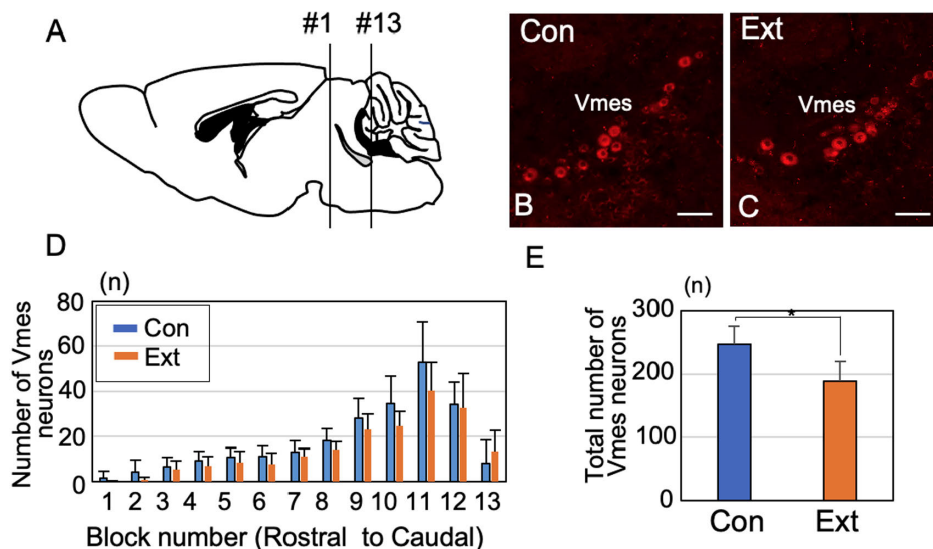 A
#1 #13
Con
Vmes
B
Ext
Vmes
C
D
(n)
Number of Vmes
neurons
80
60
40
20
0
Con
Ext
1 2 3 4 5 6 7 8 9 10 11 12 13
Block number (Rostral to Caudal)
E
(n)
Total number of
Vmes neurons
300
200
100
0
*
Con Ext